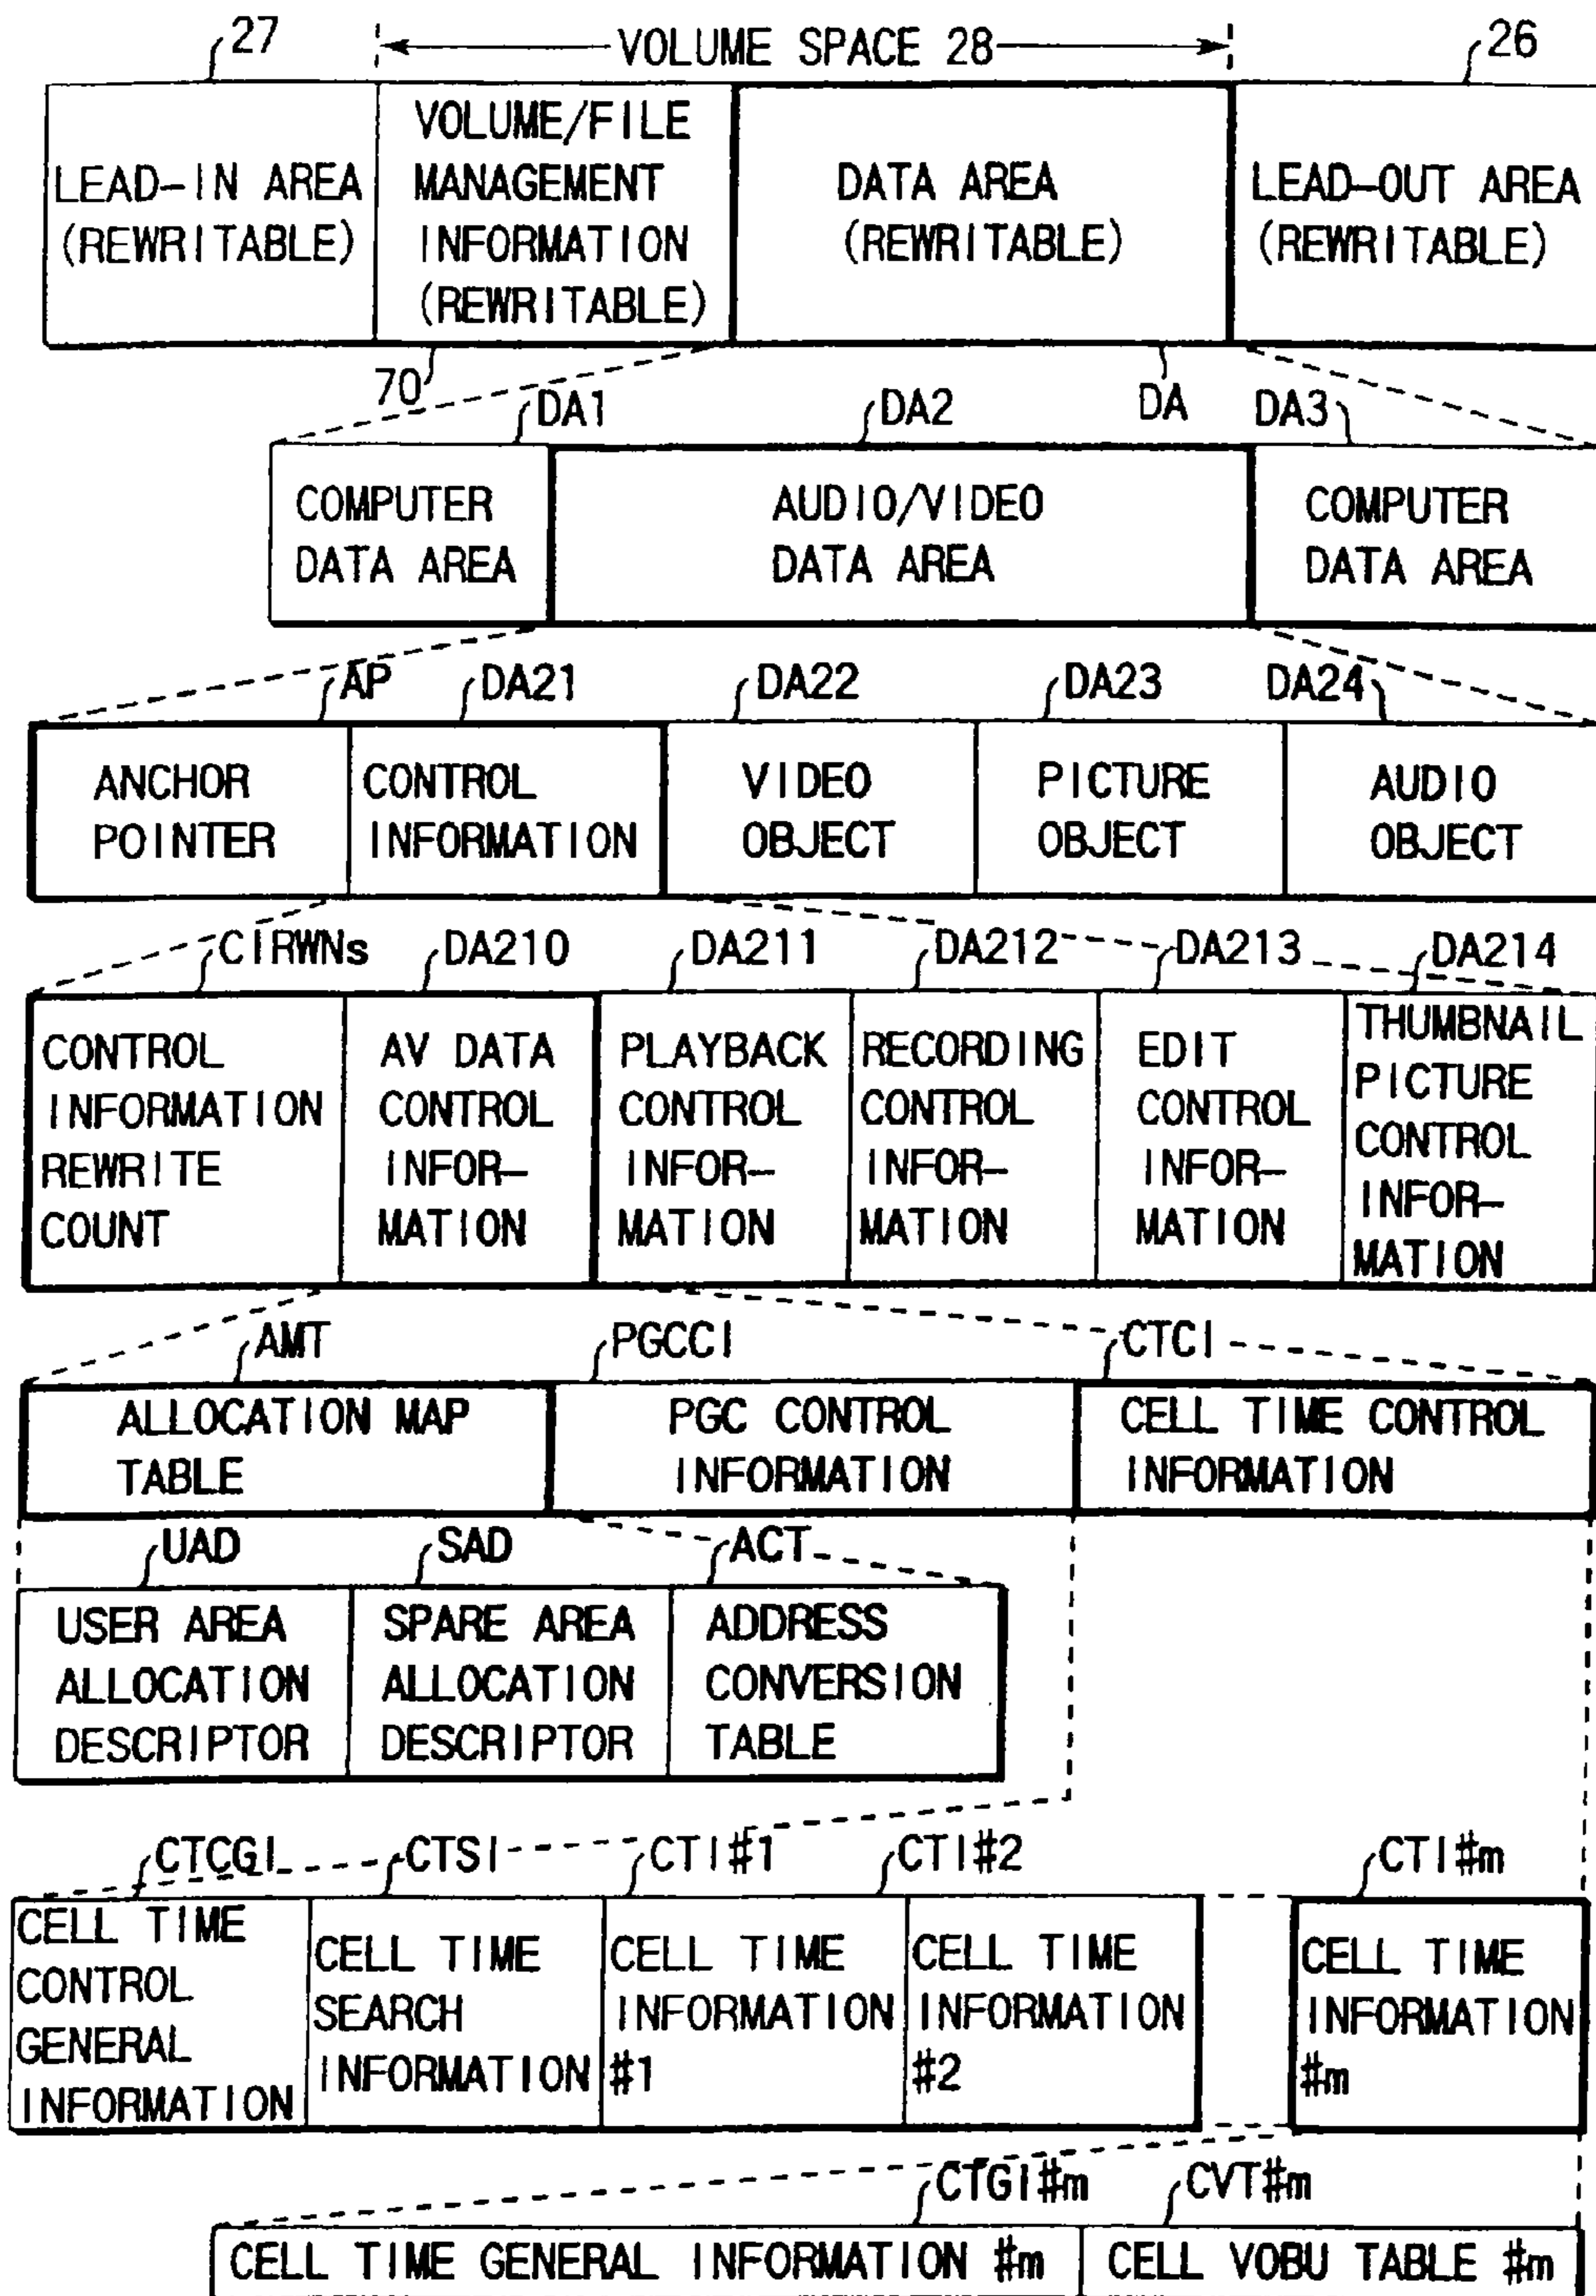 27
VOLUME SPACE 28
26
LEAD-IN AREA
(REWRITABLE)
VOLUME/FILE
MANAGEMENT
INFORMATION
(REWRITABLE)
DATA AREA
(REWRITABLE)
LEAD-OUT AREA
(REWRITABLE)
70
DA
DA1
DA2
DA3
COMPUTER
DATA AREA
AUDIO/VIDEO
DATA AREA
COMPUTER
DATA AREA
AP
DA21
DA22
DA23
DA24
ANCHOR
POINTER
CONTROL
INFORMATION
VIDEO
OBJECT
PICTURE
OBJECT
AUDIO
OBJECT
CIRWNs
DA210
DA211
DA212
DA213
DA214
CONTROL
INFORMATION
REWRITE
COUNT
AV DATA
CONTROL
INFOR-
MATION
PLAYBACK
CONTROL
INFOR-
MATION
RECORDING
CONTROL
INFOR-
MATION
EDIT
CONTROL
INFOR-
MATION
THUMBNAIL
PICTURE
CONTROL
INFOR-
MATION
AMT
PGCCI
CTCI
ALLOCATION MAP
TABLE
PGC CONTROL
INFORMATION
CELL TIME CONTROL
INFORMATION
UAD
SAD
ACT
USER AREA
ALLOCATION
DESCRIPTOR
SPARE AREA
ALLOCATION
DESCRIPTOR
ADDRESS
CONVERSION
TABLE
CTCGI
CTSI
CTI#1
CTI#2
CTI#m
CELL TIME
CONTROL
GENERAL
INFORMATION
CELL TIME
SEARCH
INFORMATION
CELL TIME
INFORMATION
#1
CELL TIME
INFORMATION
#2
CELL TIME
INFORMATION
#m
CTGI#m
CVT#m
CELL TIME GENERAL INFORMATION #m
CELL VOBU TABLE #m